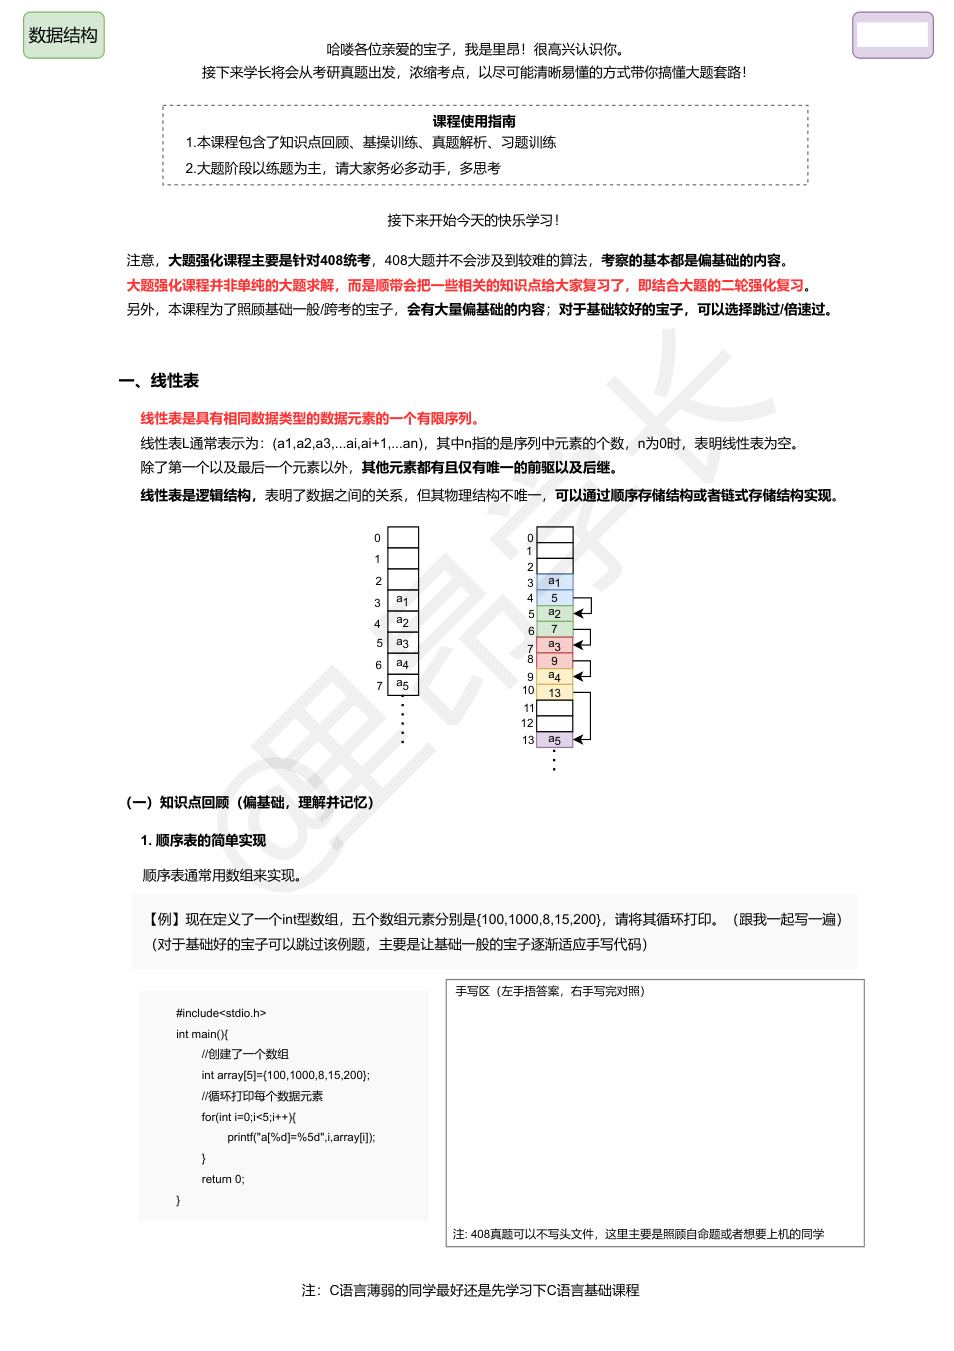 数据结构
哈喽各位亲爱的宝子，我是里昂！很高兴认识你。
接下来学长将会从考研真题出发，浓缩考点，以尽可能清晰易懂的方式带你搞懂大题套路！
课程使用指南
1.本课程包含了知识点回顾、基操训练、真题解析、习题训练
2.大题阶段以练题为主，请大家务必多动手，多思考
接下来开始今天的快乐学习！
注意，大题强化课程主要是针对408统考，408大题并不会涉及到较难的算法，考察的基本都是偏基础的内容。
大题强化课程并非单纯的大题求解，而是顺带会把一些相关的知识点给大家复习了，即结合大题的二轮强化复习。
另外，本课程为了照顾基础一般/跨考的宝子，会有大量偏基础的内容；对于基础较好的宝子，可以选择跳过/倍速过。
一、线性表
线性表是具有相同数据类型的数据元素的一个有限序列。
线性表L通常表示为：(a1,a2,a3,...ai,ai+1,...an)，其中n指的是序列中元素的个数，n为0时，表明线性表为空。
除了第一个以及最后一个元素以外，其他元素都有且仅有唯一的前驱以及后继。
线性表是逻辑结构，表明了数据之间的关系，但其物理结构不唯一，可以通过顺序存储结构或者链式存储结构实现。
0
1
2
3 a1
4 a2
5 a3
6 a4
7 a5
0
1
2
3 a1
4 5
5 a2
6 7
7 a3
8 9
9 a4
10 13
11
12
13 a5
@里昂学长
（一）知识点回顾（偏基础，理解并记忆）
1. 顺序表的简单实现
顺序表通常用数组来实现。
【例】现在定义了一个int型数组，五个数组元素分别是{100,1000,8,15,200}，请将其循环打印。（跟我一起写一遍）
（对于基础好的宝子可以跳过该例题，主要是让基础一般的宝子逐渐适应手写代码）
#include<stdio.h>
int main(){
//创建了一个数组
int array[5]={100,1000,8,15,200};
//循环打印每个数据元素
for(int i=0;i<5;i++){
printf("a[%d]=%5d",i,array[i]);
}
return 0;
}
手写区（左手捂答案，右手写完对照）
注: 408真题可以不写头文件，这里主要是照顾自命题或者想要上机的同学
注：C语言薄弱的同学最好还是先学习下C语言基础课程